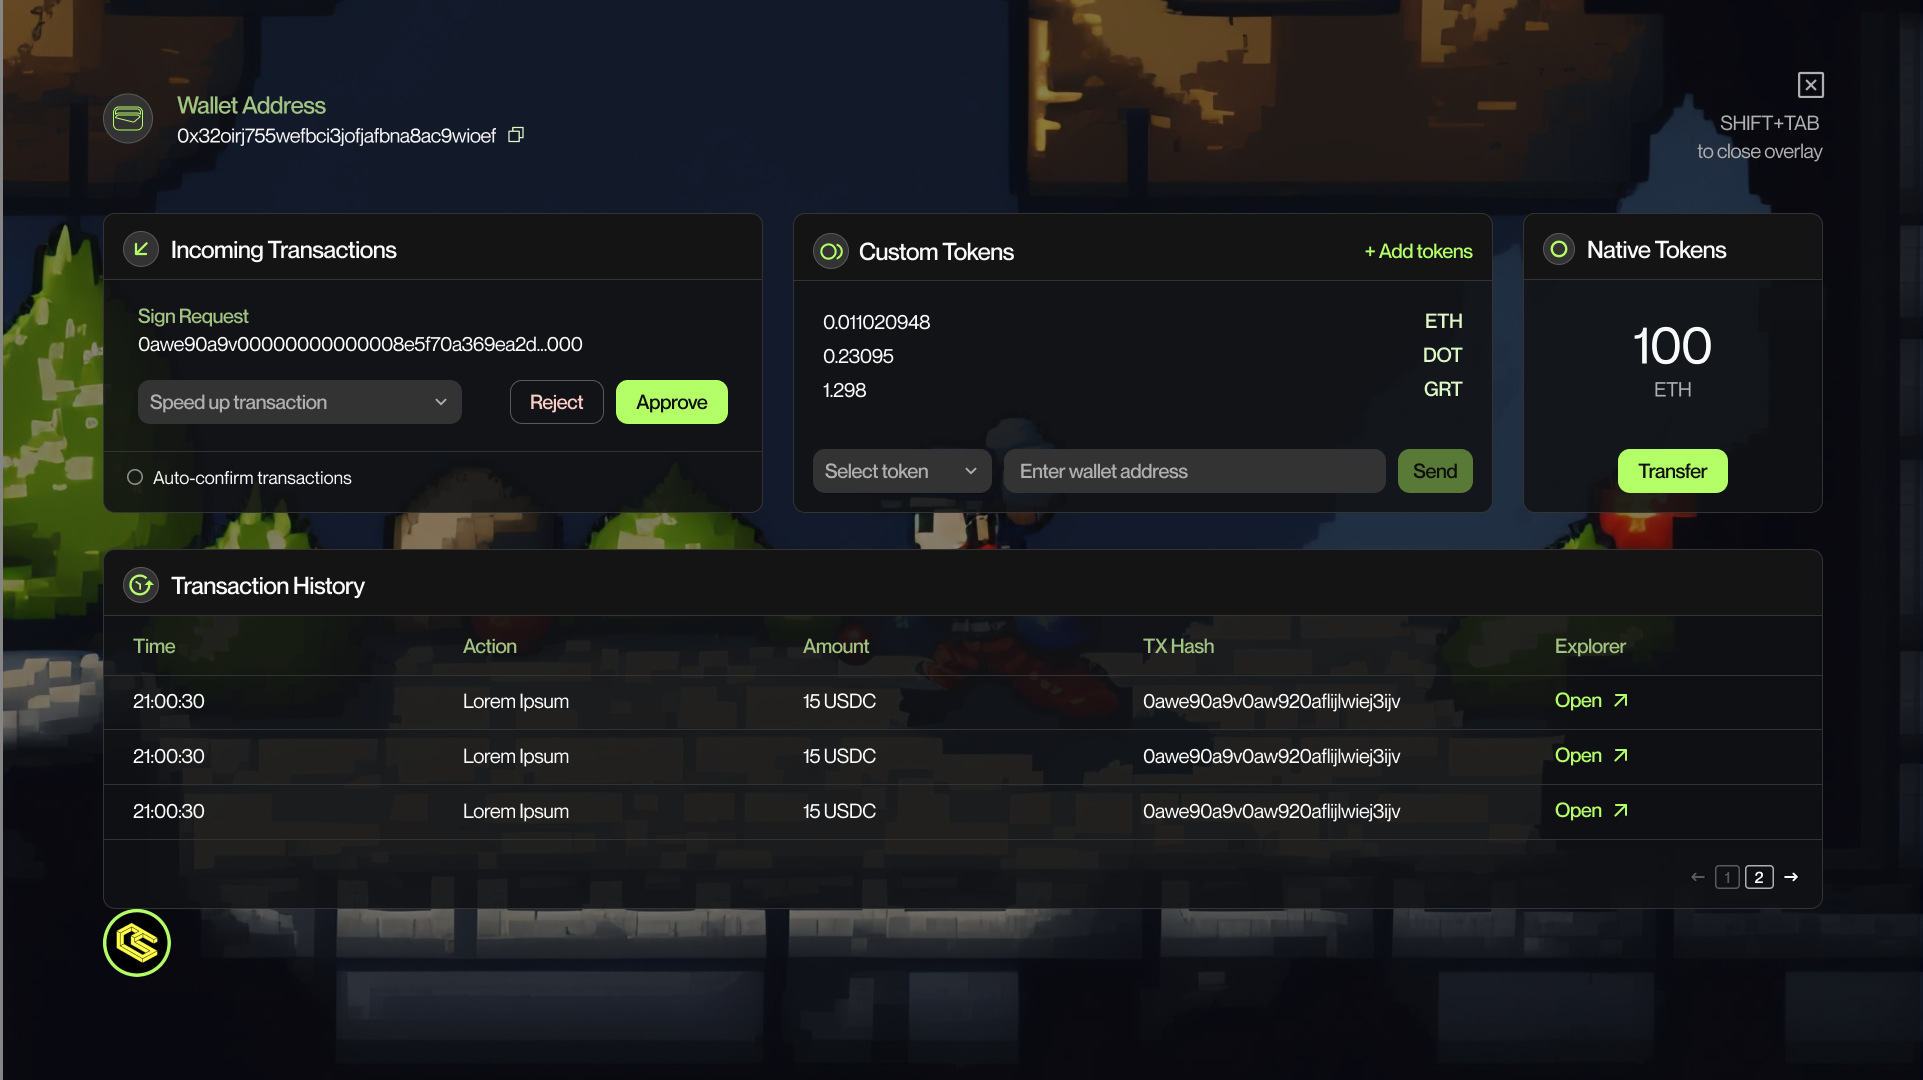 Wallet Address
0x32oirj755wefbci3jofjafbna8ac9wioef
SHIFT+TAB
to close overlay
Incoming Transactions
Sign Request
0awe90a9v00000000000008e5f70a369ea2d...000
Speed up transaction
Reject
Approve
Auto-confirm transactions
Custom Tokens
+ Add tokens
0.011020948 ETH
0.23095 DOT
1.298 GRT
Select token
Enter wallet address
Send
Native Tokens
100
ETH
Transfer
Transaction History
Time Action Amount TX Hash Explorer
21:00:30 Lorem Ipsum 15 USDC 0awe90a9v0aw920aflijlwiej3ijv Open
21:00:30 Lorem Ipsum 15 USDC 0awe90a9v0aw920aflijlwiej3ijv Open
21:00:30 Lorem Ipsum 15 USDC 0awe90a9v0aw920aflijlwiej3ijv Open
1 2